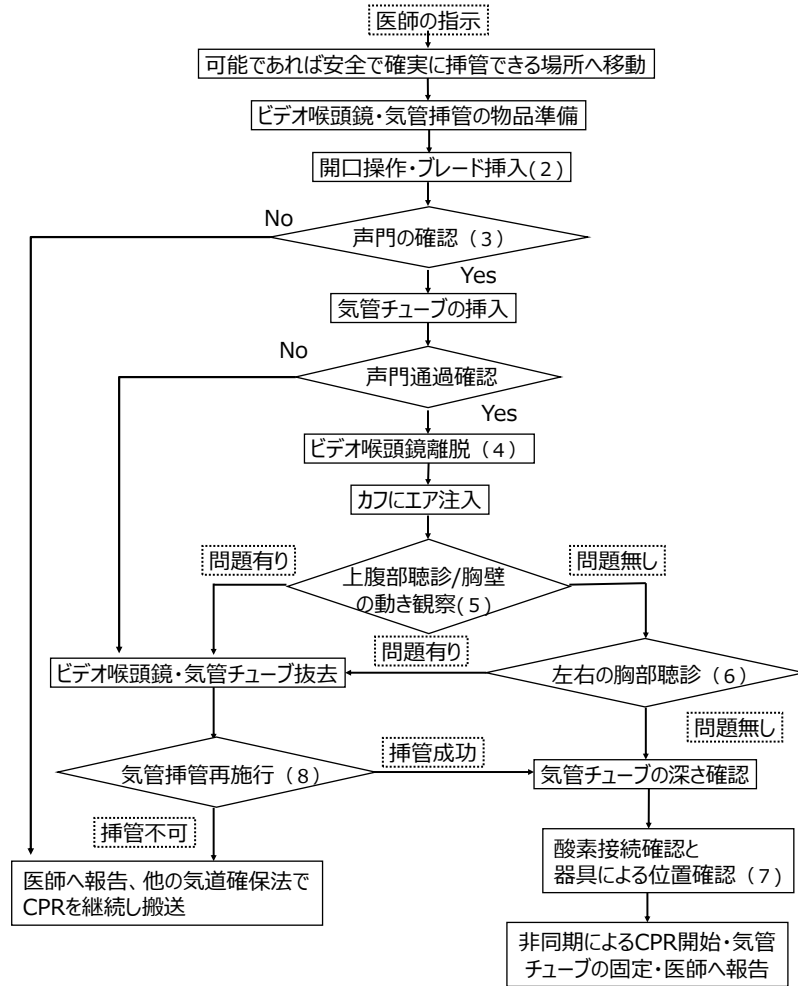 医師の指示
可能であれば安全で確実に挿管できる場所へ移動
ビデオ喉頭鏡・気管挿管の物品準備
開口操作・ブレード挿入(2)
No
声門の確認（3）
Yes
気管チューブの挿入
No
声門通過確認
Yes
ビデオ喉頭鏡離脱（4）
カフにエア注入
問題有り
問題無し
上腹部聴診/胸壁
の動き観察(5)
問題有り
ビデオ喉頭鏡・気管チューブ抜去
左右の胸部聴診（6）
問題無し
挿管成功
気管挿管再施行（8）
気管チューブの深さ確認
挿管不可
酸素接続確認と
器具による位置確認（7）
医師へ報告、他の気道確保法で
CPRを継続し搬送
非同期によるCPR開始・気管
チューブの固定・医師へ報告